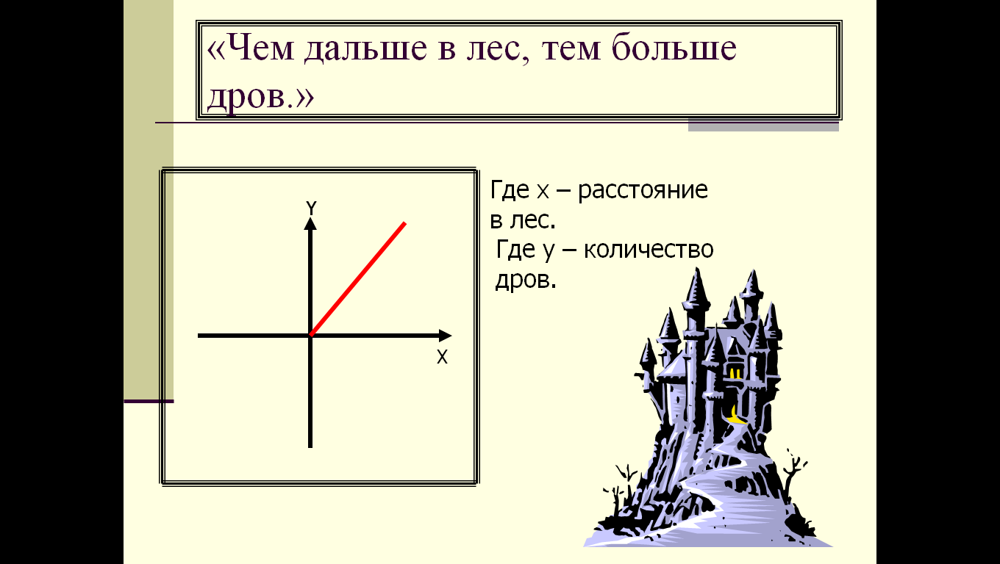 «Чем дальше в лес, тем больше
дров.»
Y
X
Где х – расстояние
в лес.
Где у – количество
дров.